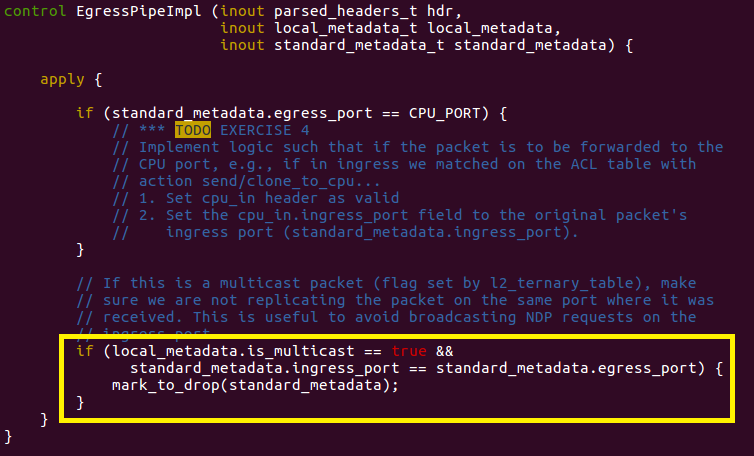 control EgressPipeImpl (inout parsed_headers_t hdr,
                        inout local_metadata_t local_metadata,
                        inout standard_metadata_t standard_metadata) {

    apply {

        if (standard_metadata.egress_port == CPU_PORT) {
            // *** TODO EXERCISE 4
            // Implement logic such that if the packet is to be forwarded to the
            // CPU port, e.g., if in ingress we matched on the ACL table with
            // action send/clone_to_cpu...
            // 1. Set cpu_in header as valid
            // 2. Set the cpu_in.ingress_port field to the original packet's
            //    ingress port (standard_metadata.ingress_port).
        }

        // If this is a multicast packet (flag set by l2_ternary_table), make
        // sure we are not replicating the packet on the same port where it was
        // received. This is useful to avoid broadcasting NDP requests on the
        // ingress port
        if (local_metadata.is_multicast == true &&
              standard_metadata.ingress_port == standard_metadata.egress_port) {
            mark_to_drop(standard_metadata);
        }
    }
}